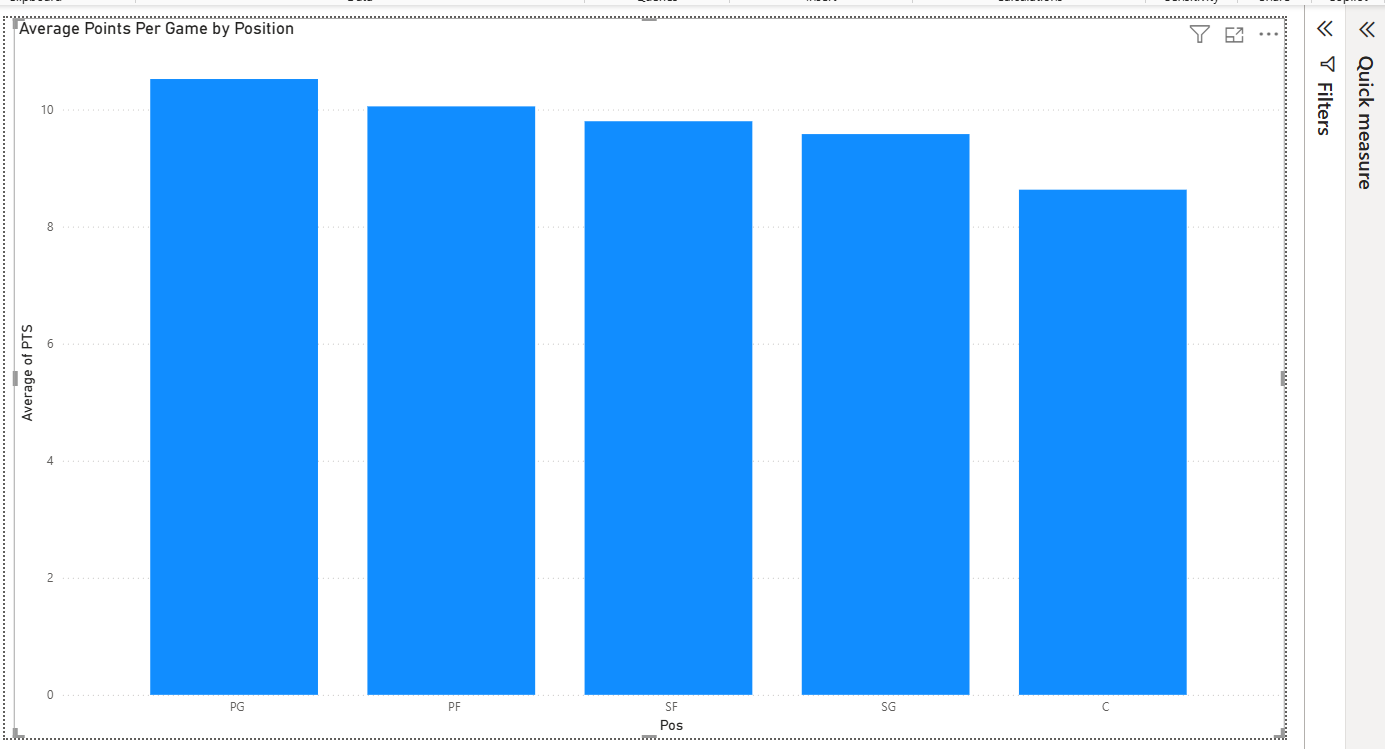 Average Points Per Game by Position
Filters
Quick measure
Average of PTS
10
8
6
4
2
0
PG PF SF SG C
Pos